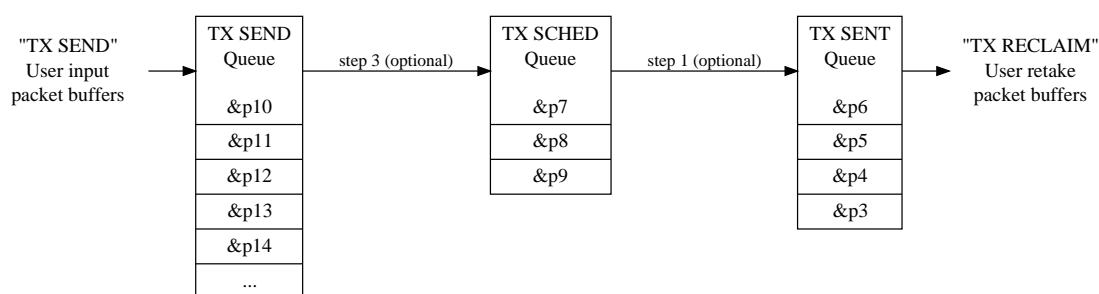 "TX SEND"
User input
packet buffers
TX SEND
Queue
&p10
&p11
&p12
&p13
&p14
...
step 3 (optional)
TX SCHED
Queue
&p7
&p8
&p9
step 1 (optional)
TX SENT
Queue
&p6
&p5
&p4
&p3
"TX RECLAIM"
User retake
packet buffers